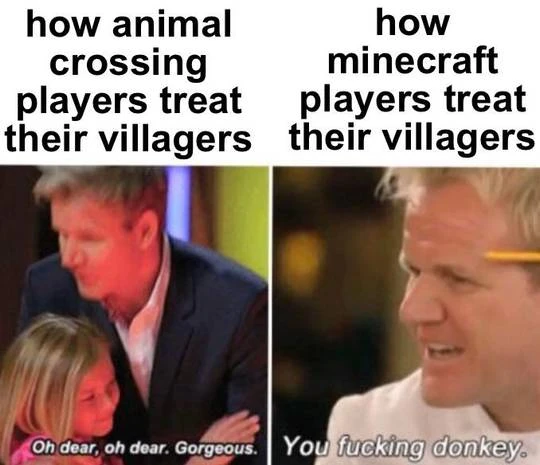 how animal
crossing
players treat
their villagers
how
minecraft
players treat
their villagers
Oh dear, oh dear. Gorgeous.
You fucking donkey.